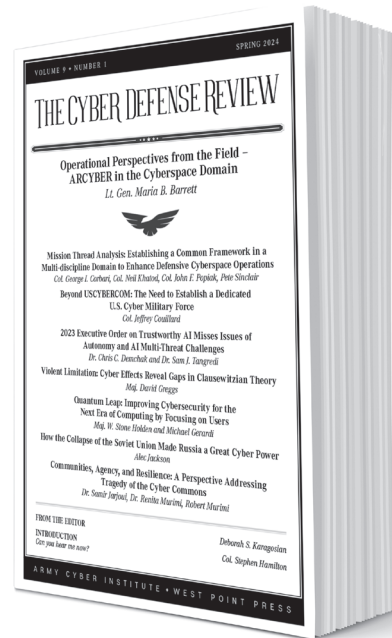 VOLUME 9 • NUMBER 1
SPRING 2024
THE CYBER DEFENSE REVIEW
Operational Perspectives from the Field –
ARCYBER in the Cyberspace Domain
Lt. Gen. Maria B. Barrett
Mission Thread Analysis: Establishing a Common Framework in a
Multi-discipline Domain to Enhance Defensive Cyberspace Operations
Col. George I. Corbari, Col. Neil Khatod, Col. John F. Popiak, Pete Sinclair
Beyond USCYBERCOM: The Need to Establish a Dedicated
U.S. Cyber Military Force
Col. Jeffrey Couillard
2023 Executive Order on Trustworthy AI Misses Issues of
Autonomy and AI Multi-Threat Challenges
Dr. Chris C. Demchak and Dr. Sam J. Tangredi
Violent Limitation: Cyber Effects Reveal Gaps in Clausewitzian Theory
Maj. David Greggs
Quantum Leap: Improving Cybersecurity for the
Next Era of Computing by Focusing on Users
Maj. W. Stone Holden and Michael Gerardi
How the Collapse of the Soviet Union Made Russia a Great Cyber Power
Alec Jackson
Communities, Agency, and Resilience: A Perspective Addressing
Tragedy of the Cyber Commons
Dr. Samir Jarjoui, Dr. Renita Murimi, Robert Murimi
FROM THE EDITOR
Deborah S. Karagosian
INTRODUCTION
Can you hear me now?
Col. Stephen Hamilton
ARMY CYBER INSTITUTE • WEST POINT PRESS